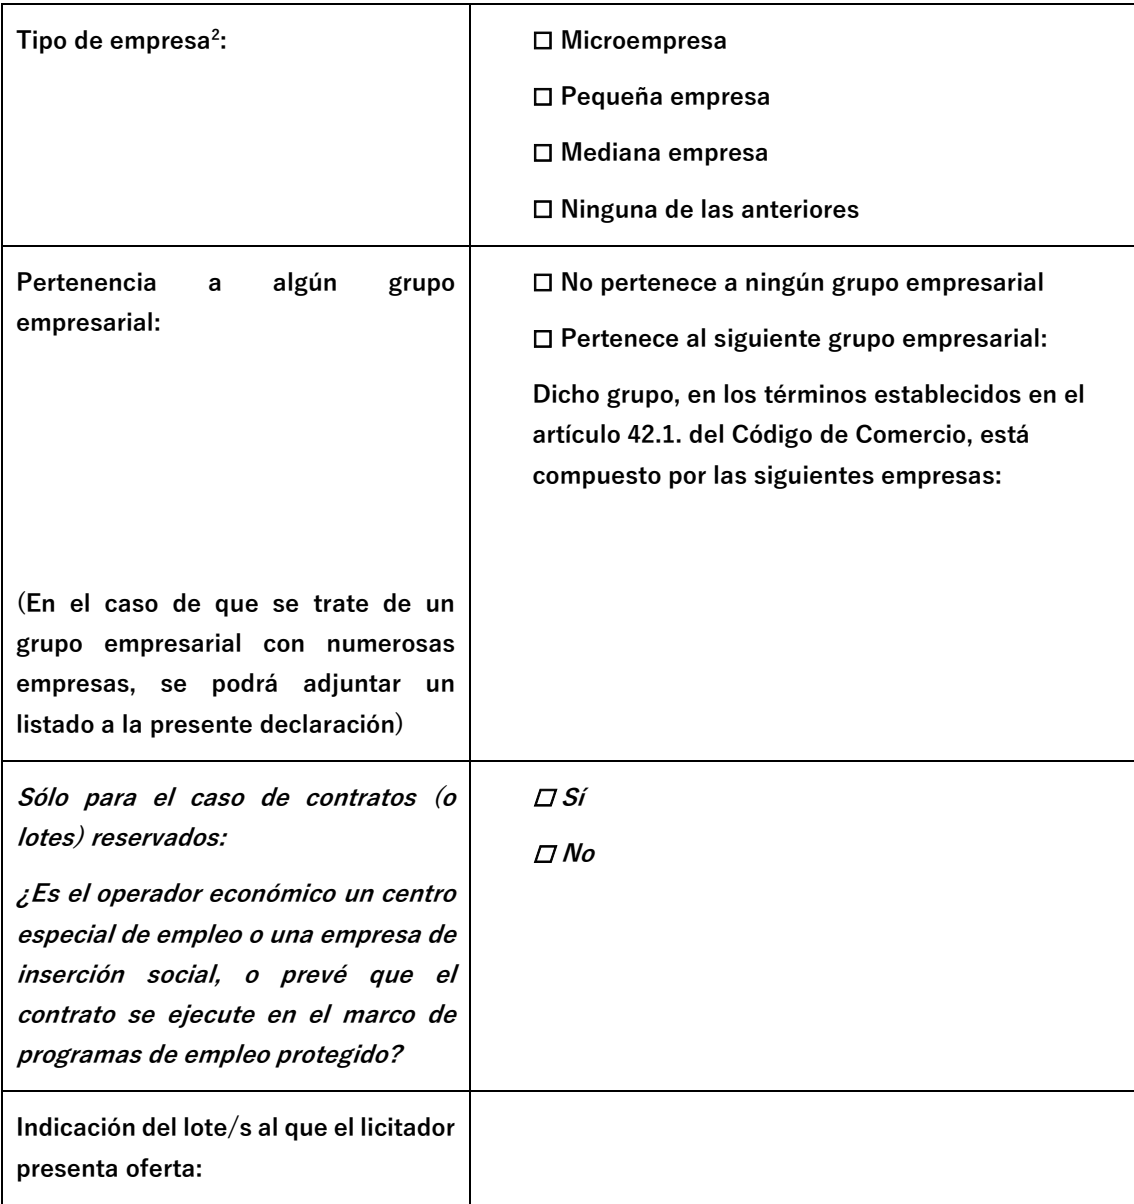 Tipo de empresa²:
☐ Microempresa
☐ Pequeña empresa
☐ Mediana empresa
☐ Ninguna de las anteriores
Pertenencia a algún grupo
empresarial:
(En el caso de que se trate de un
grupo empresarial con numerosas
empresas, se podrá adjuntar un
listado a la presente declaración)
☐ No pertenece a ningún grupo empresarial
☐ Pertenece al siguiente grupo empresarial:
Dicho grupo, en los términos establecidos en el
artículo 42.1. del Código de Comercio, está
compuesto por las siguientes empresas:
Sólo para el caso de contratos (o
lotes) reservados:
¿Es el operador económico un centro
especial de empleo o una empresa de
inserción social, o prevé que el
contrato se ejecute en el marco de
programas de empleo protegido?
☐ Sí
☐ No
Indicación del lote/s al que el licitador
presenta oferta: